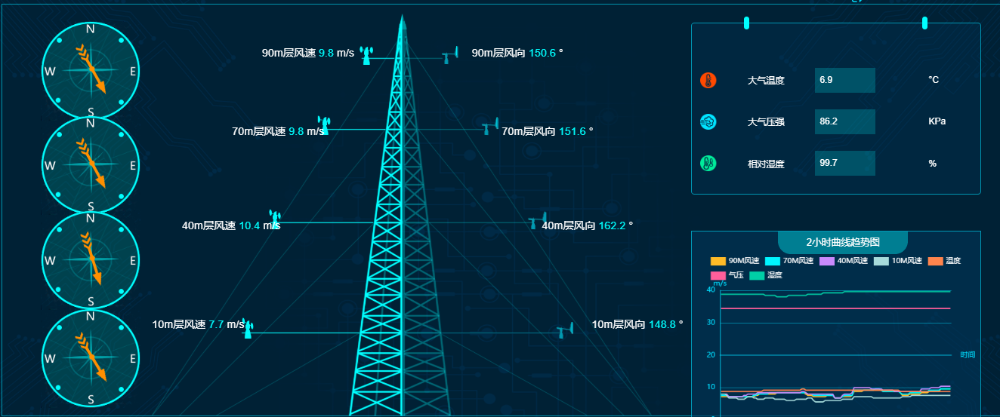 N
W E
S
N
W E
S
N
W E
S
N
W E
S
90m层风速 9.8 m/s
90m层风向 150.6 °
70m层风速 9.8 m/s
70m层风向 151.6 °
40m层风速 10.4 m/s
40m层风向 162.2 °
10m层风速 7.7 m/s
10m层风向 148.8 °
大气温度 6.9 °C
大气压强 86.2 KPa
相对湿度 99.7 %
2小时曲线趋势图
90M风速 70M风速 40M风速 10M风速 温度
气压 湿度
m/s
40
30
20
时间
10